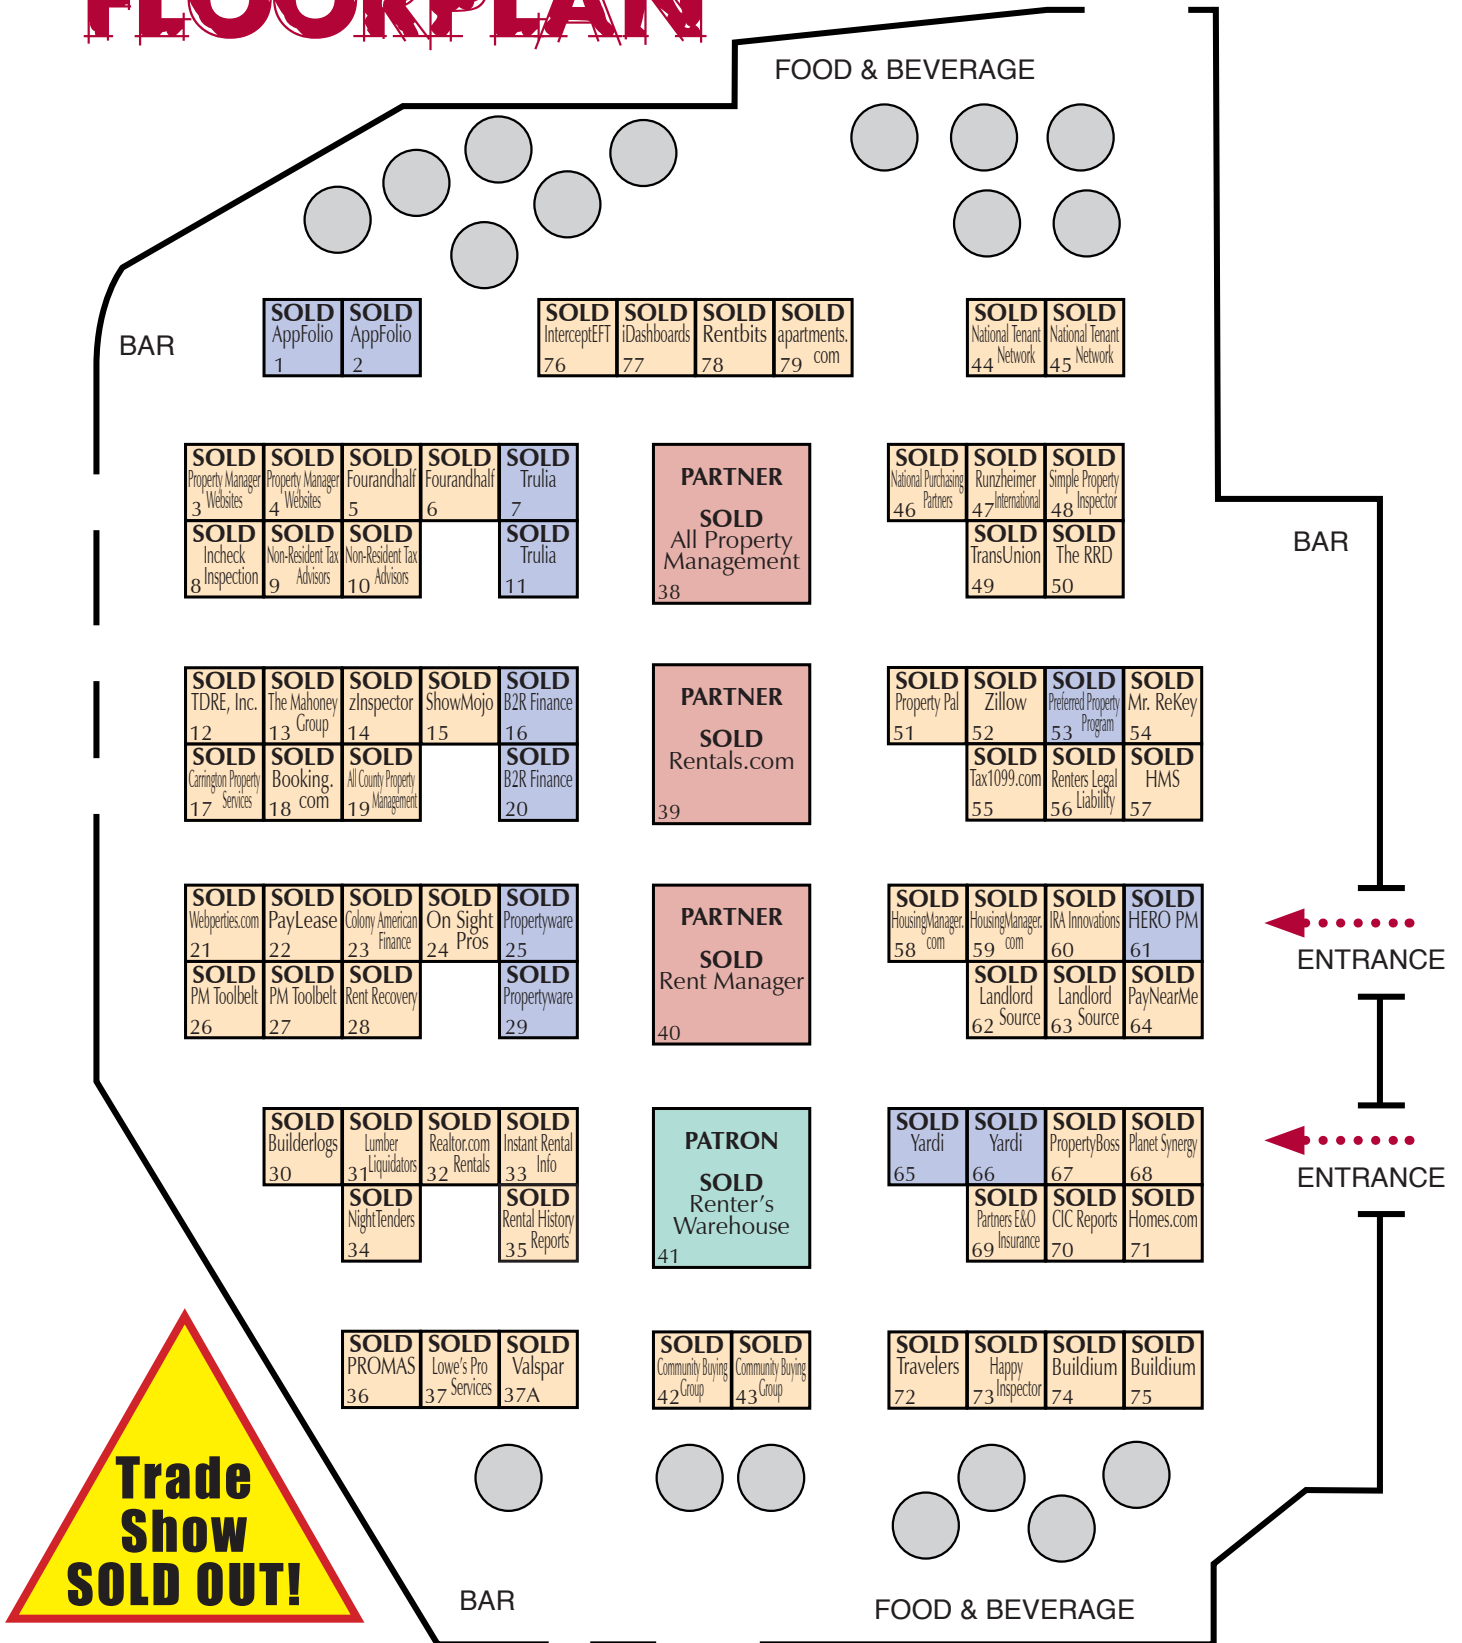 FLOORPLAN
FOOD & BEVERAGE
BAR
SOLD
AppFolio
1
SOLD
AppFolio
2
SOLD
InterceptEFT
76
SOLD
iDashboards
77
SOLD
Rentbits
78
SOLD
apartments.
com
79
SOLD
National Tenant
Network
44
SOLD
National Tenant
Network
45
SOLD
Property Manager
Websites
3
SOLD
Property Manager
Websites
4
SOLD
Fourandhalf
5
SOLD
Fourandhalf
6
SOLD
Trulia
7
SOLD
Incheck
Inspection
8
SOLD
Non-Resident Tax
Advisors
9
SOLD
Non-Resident Tax
Advisors
10
SOLD
Trulia
11
PARTNER
SOLD
All Property
Management
38
SOLD
National Purchasing
Partners
46
SOLD
Runzheimer
International
47
SOLD
Simple Property
Inspector
48
SOLD
TransUnion
49
SOLD
The RRD
50
BAR
SOLD
TDRE, Inc.
12
SOLD
The Mahoney
Group
13
SOLD
zInspector
14
SOLD
ShowMojo
15
SOLD
B2R Finance
16
SOLD
Carrington Property
Services
17
SOLD
Booking.
com
18
SOLD
All County Property
Management
19
SOLD
B2R Finance
20
PARTNER
SOLD
Rentals.com
39
SOLD
Property Pal
51
SOLD
Zillow
52
SOLD
Preferred Property
Program
53
SOLD
Mr. ReKey
54
SOLD
Tax1099.com
55
SOLD
Renters Legal
Liability
56
SOLD
HMS
57
SOLD
Webperties.com
21
SOLD
PayLease
22
SOLD
Colony American
Finance
23
SOLD
On Sight
Pros
24
SOLD
Propertyware
25
SOLD
PM Toolbelt
26
SOLD
PM Toolbelt
27
SOLD
Rent Recovery
28
SOLD
Propertyware
29
PARTNER
SOLD
Rent Manager
40
SOLD
HousingManager.
com
58
SOLD
HousingManager.
com
59
SOLD
IRA Innovations
60
SOLD
HERO PM
61
SOLD
Landlord
Source
62
SOLD
Landlord
Source
63
SOLD
PayNearMe
64
ENTRANCE
SOLD
Builderlogs
30
SOLD
Lumber
Liquidators
31
SOLD
Realtor.com
Rentals
32
SOLD
Instant Rental
Info
33
SOLD
NightTenders
34
SOLD
Rental History
Reports
35
PATRON
SOLD
Renter's
Warehouse
41
SOLD
Yardi
65
SOLD
Yardi
66
SOLD
PropertyBoss
67
SOLD
Planet Synergy
68
SOLD
Partners E&O
Insurance
69
SOLD
CIC Reports
70
SOLD
Homes.com
71
ENTRANCE
SOLD
PROMAS
36
SOLD
Lowe's Pro
Services
37
SOLD
Valspar
37A
SOLD
Community Buying
Group
42
SOLD
Community Buying
Group
43
SOLD
Travelers
72
SOLD
Happy
Inspector
73
SOLD
Buildium
74
SOLD
Buildium
75
Trade
Show
SOLD OUT!
BAR
FOOD & BEVERAGE